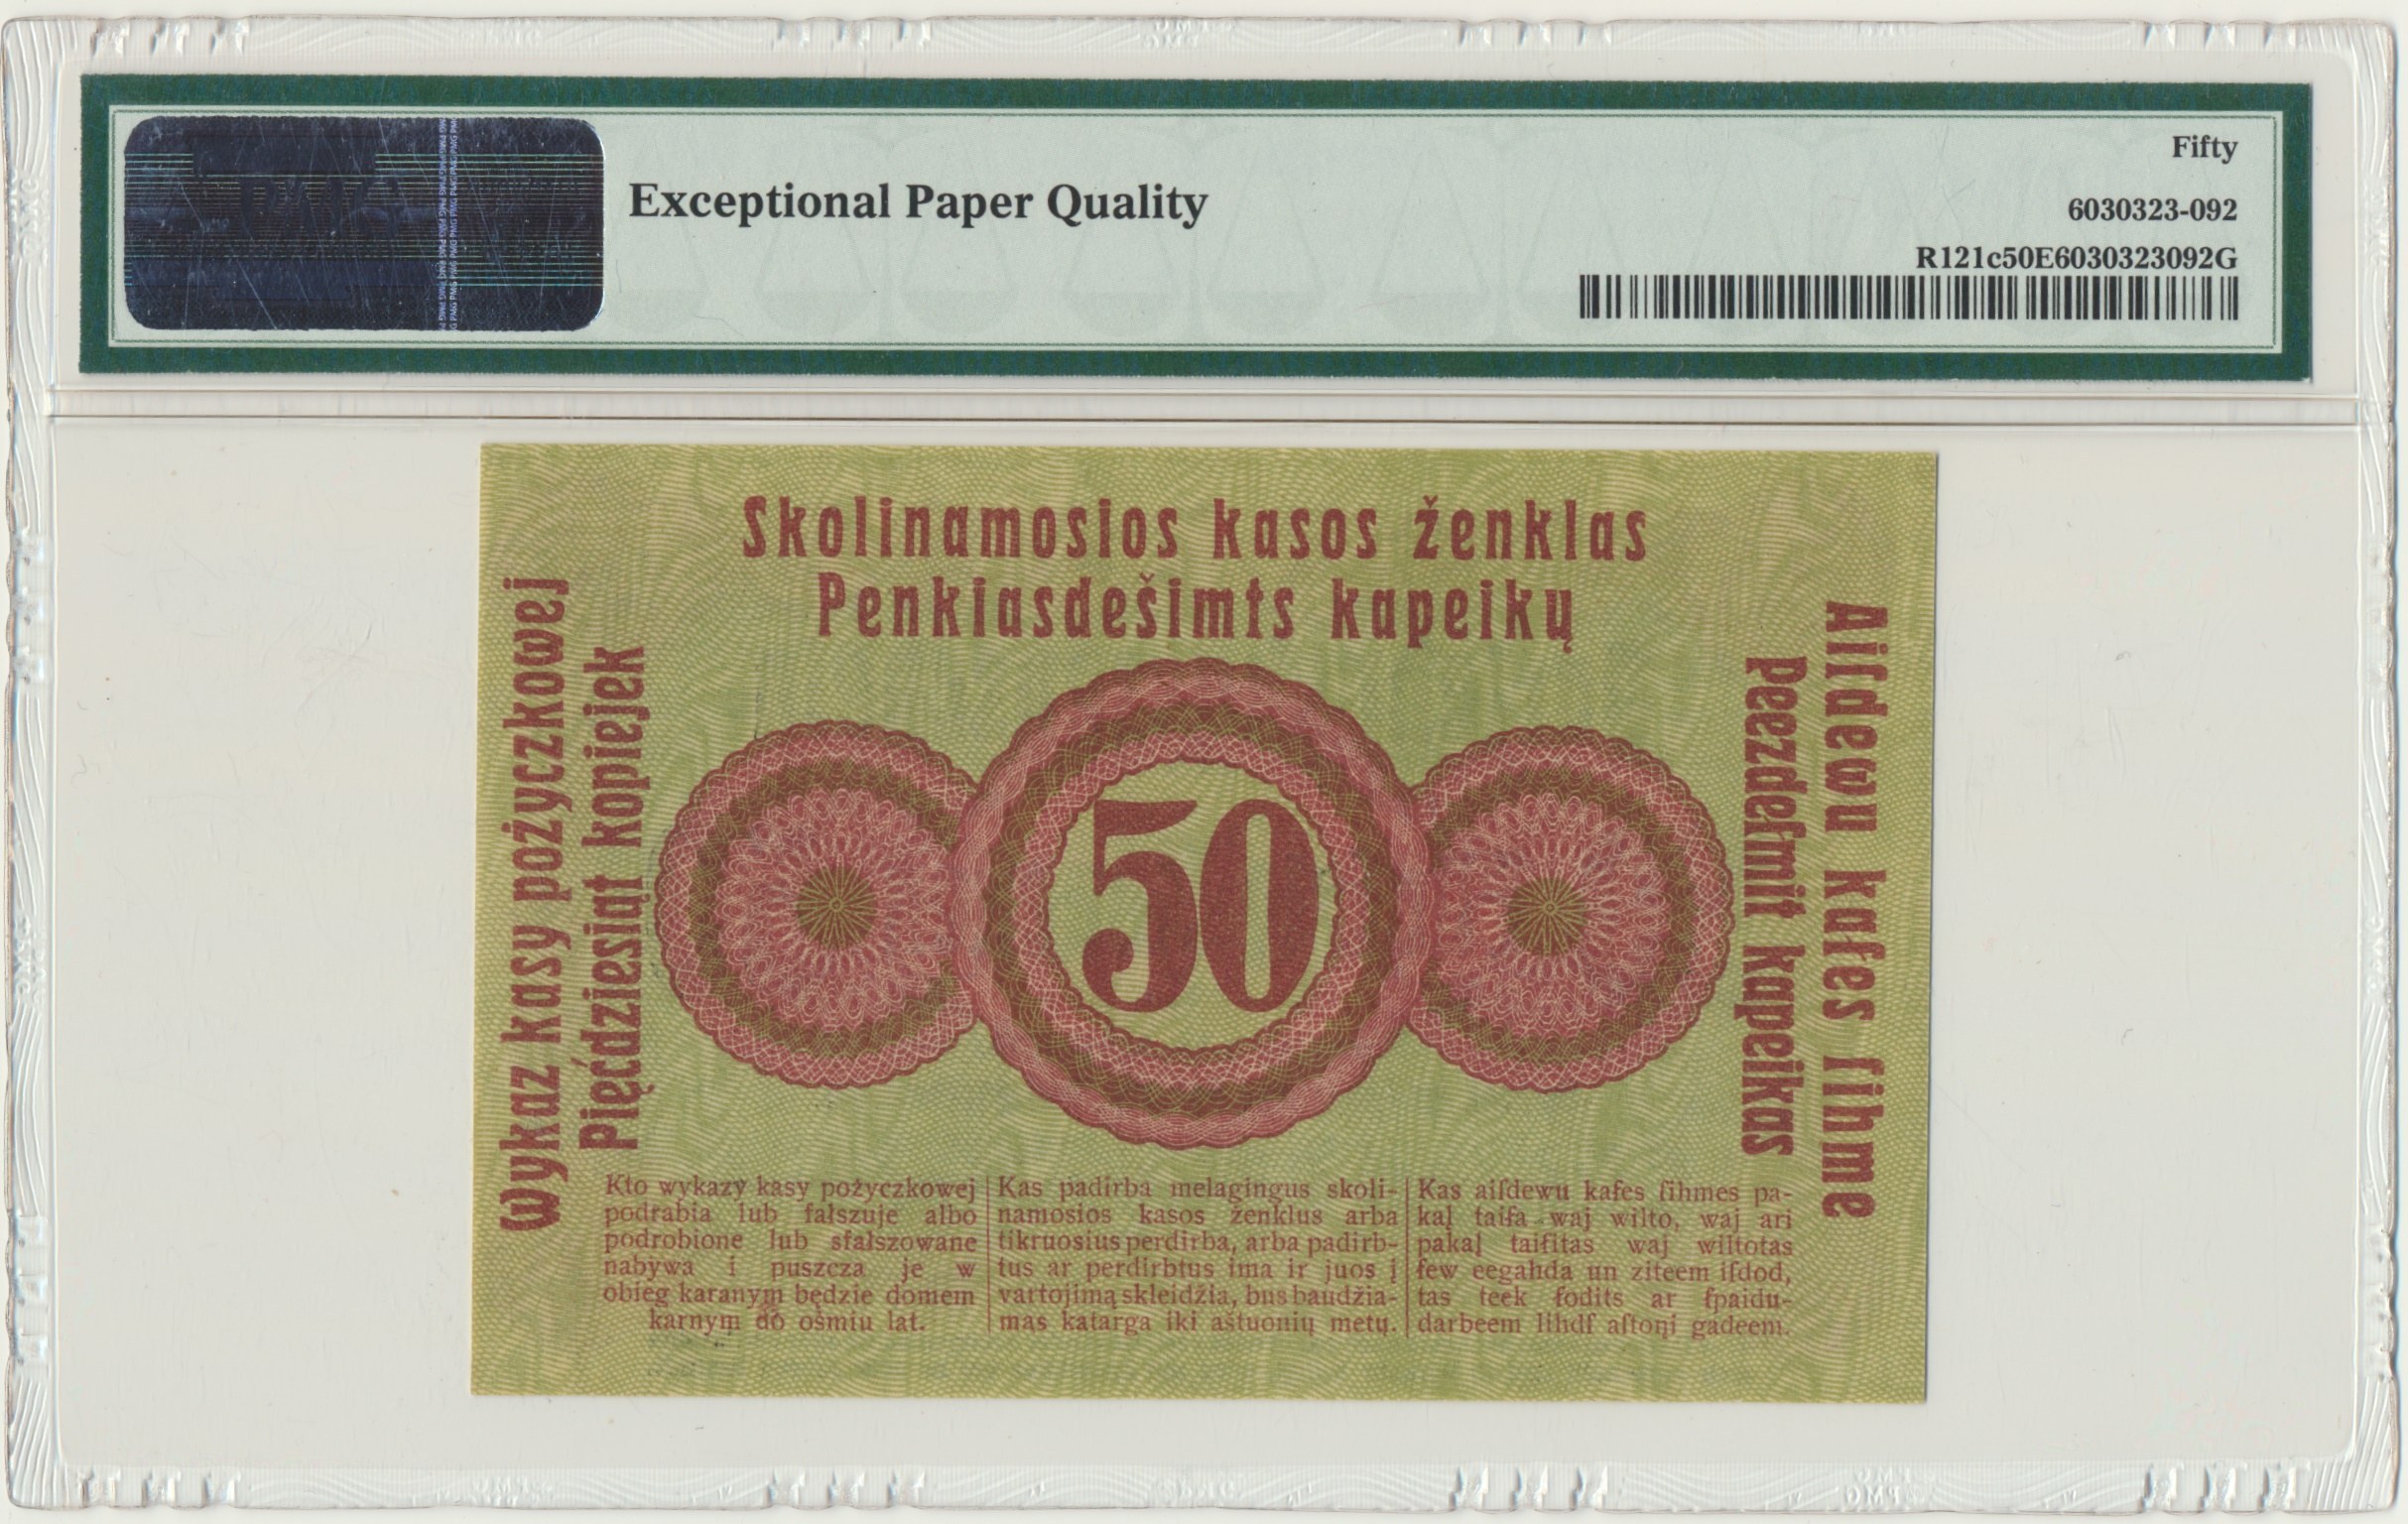 Exceptional Paper Quality
Fifty
6030323-092
R121c50E6030323092G
Skolinamosios kasos ženklas
Penkiasdešimts kapeikų
Wykaz kasy pożyczkowej
Pięćdziesiąt kopiejek
Aiſdewu kaſes ſihme
Peezdeſmit kapeikas
50
Kto wykazy kasy pożyczkowej
podrabia lub fałszuje albo
podrobione lub sfałszowane
nabywa i puszcza je w
obieg karanym będzie domem
karnym do ośmiu lat.
Kas padirba melagingus skoli-
namosios kasos ženklus arba
tikruosius perdirba, arba padirb-
tus ar perdirbtus ima ir juos į
vartojimą skleidžia, bus baudžia-
mas katarga iki aštuonių metų.
Kas aiſdewu kaſes ſihmes pa-
kaļ taiſa waj wilto, waj ari
pakaļ taiſitas waj wiltotas
ſew eegahda un ziteem iſdod,
tas teek ſodits ar ſpaidu-
darbeem lihdſ aſtoņi gadeem.